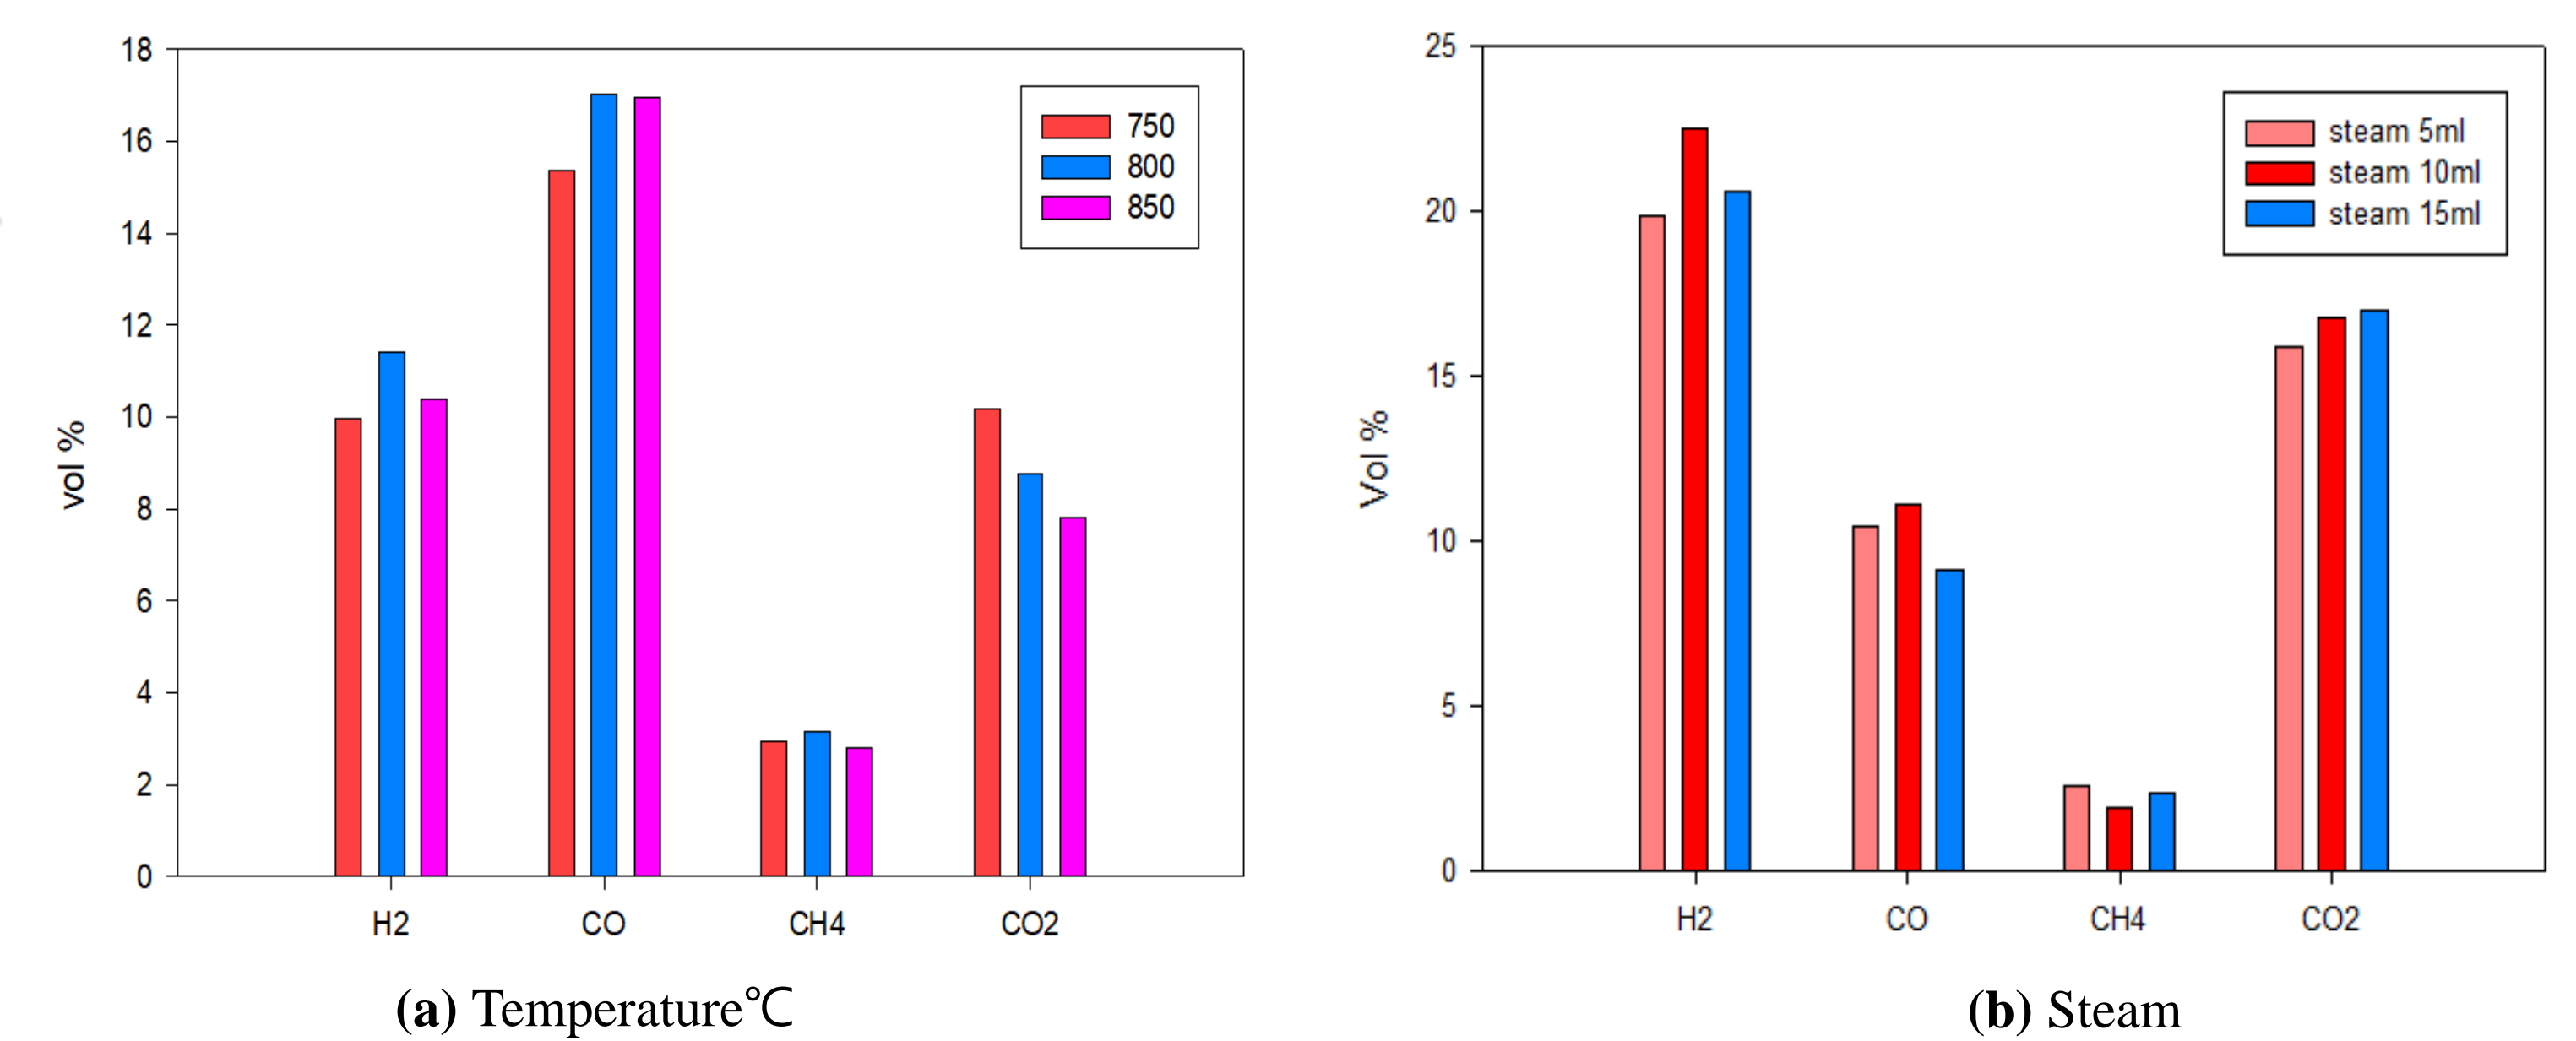 18
16
14
12
10
8
6
4
2
0
vol %
750
800
850
H2 CO CH4 CO2
(a) Temperature℃
25
20
15
10
5
0
Vol %
steam 5ml
steam 10ml
steam 15ml
H2 CO CH4 CO2
(b) Steam